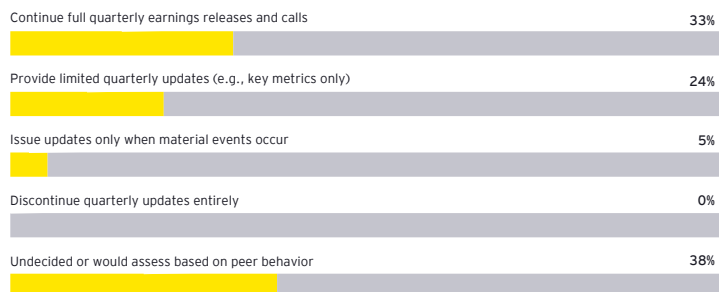 Continue full quarterly earnings releases and calls 33%
Provide limited quarterly updates (e.g., key metrics only) 24%
Issue updates only when material events occur 5%
Discontinue quarterly updates entirely 0%
Undecided or would assess based on peer behavior 38%